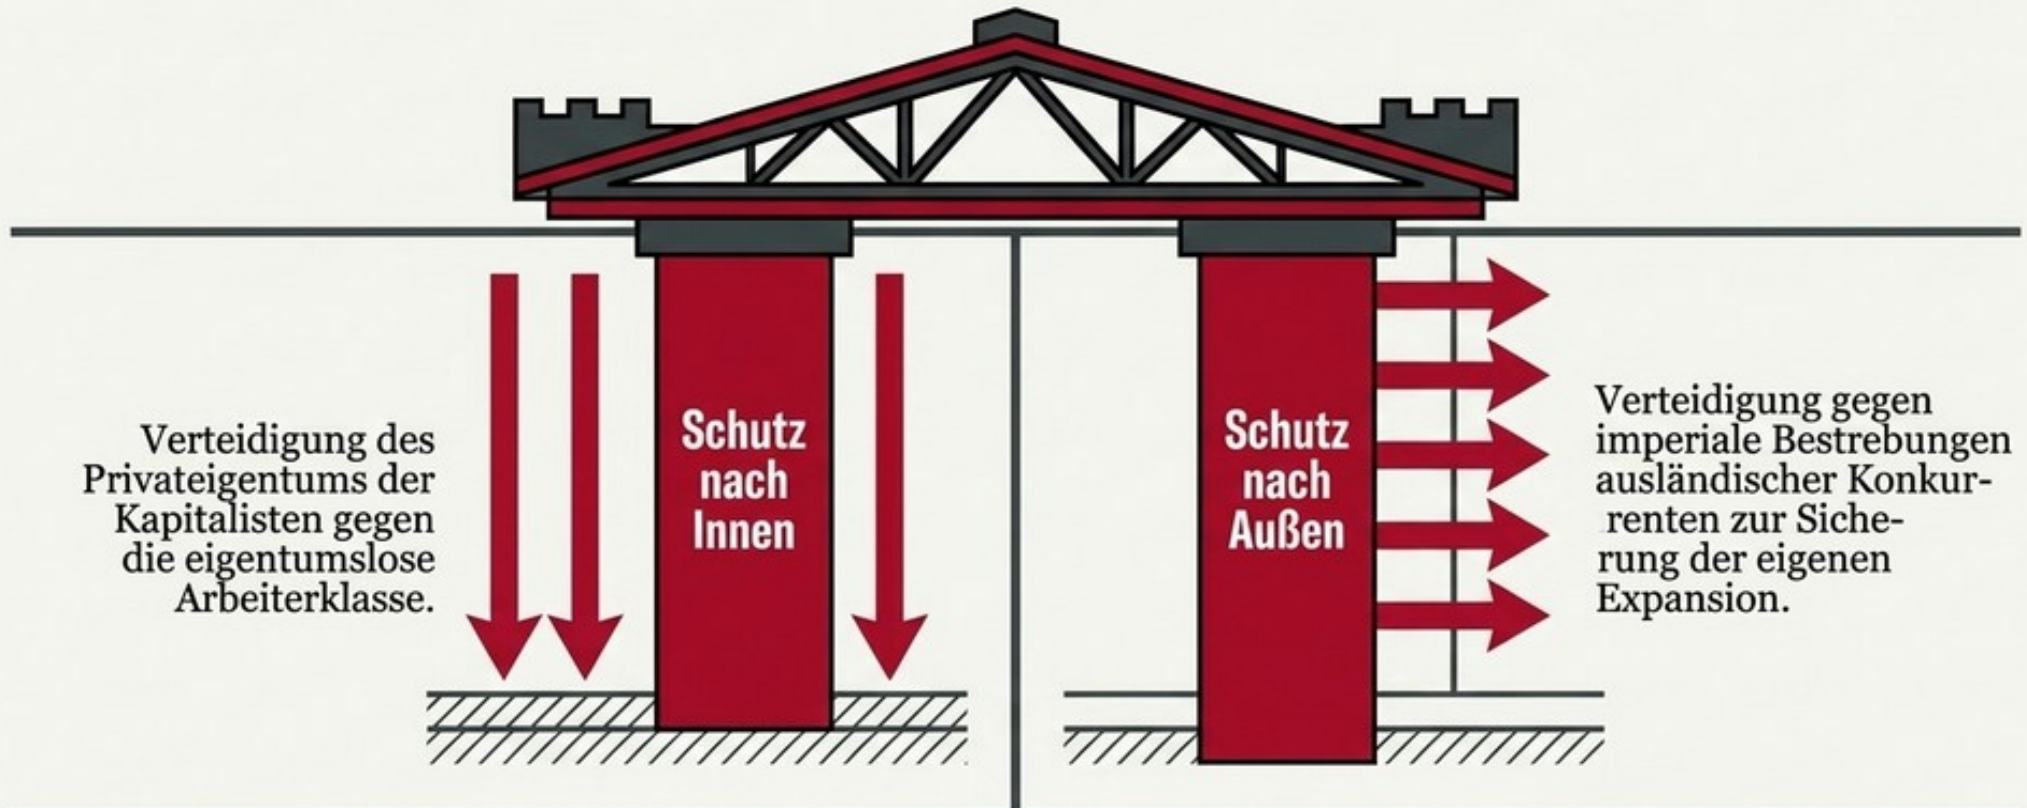 Verteidigung des
Privateigentums der
Kapitalisten gegen
die eigentumslose
Arbeiterklasse.
Schutz
nach
Innen
Schutz
nach
Außen
Verteidigung gegen
imperiale Bestrebungen
ausländischer Konkur-
renten zur Siche-
rung der eigenen
Expansion.